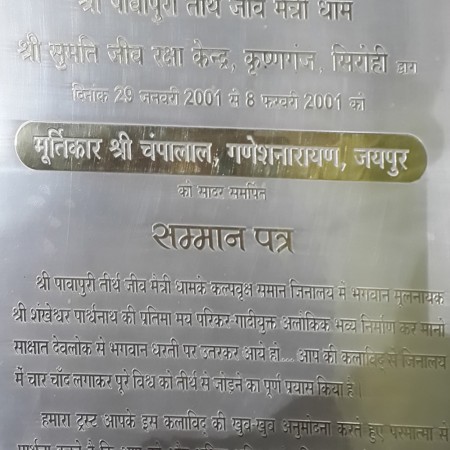 श्री पावापुरी तीर्थ जीव मैत्री धाम
श्री सुमति जीव रक्षा केन्द्र, कृष्णगंज, सिरोही द्वारा
दिनांक 29 जनवरी 2001 से 8 फरवरी 2001 को
मूर्तिकार श्री चंपालाल, गणेशनारायण, जयपुर
को सादर समर्पित
सम्मान पत्र
श्री पावापुरी तीर्थ जीव मैत्री धामके कल्पवृक्ष समान जिनालय में भगवान मूलनायक
श्री शंखेश्वर पार्श्वनाथ की प्रतिमा मय परिकर-गादीयुक्त अलौकिक भव्य निर्माण कर मानो
साक्षात देवलोक से भगवान धरती पर उतरकर आये हो... आप की कलाविद् से जिनालय
में चार चाँद लगाकर पूरे विश्व को तीर्थ से जोड़ने का पूर्ण प्रयास किया है।
हमारा ट्रस्ट आपके इस कलाविद् की खुब-खुब अनुमोदना करते हुए परमात्मा से